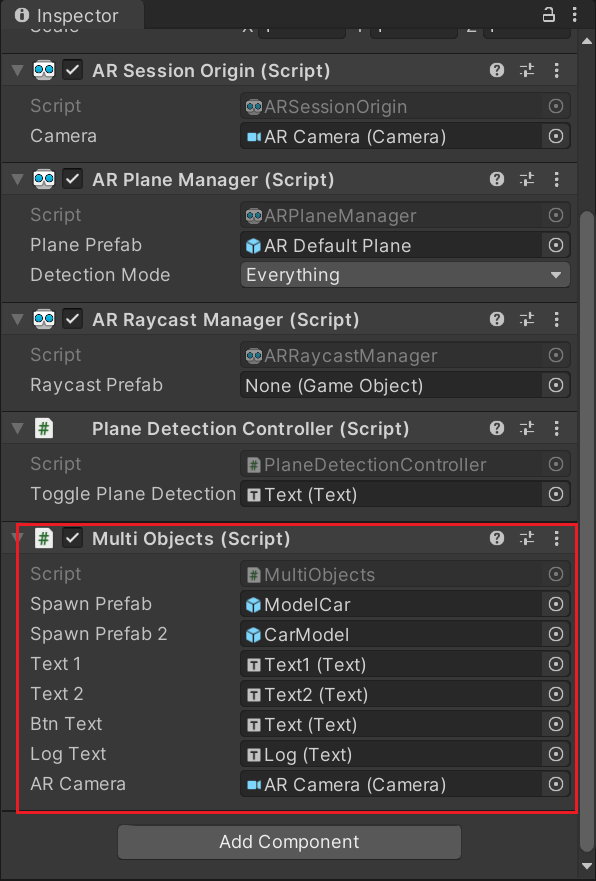 Inspector
AR Session Origin (Script)
Script ARSessionOrigin
Camera AR Camera (Camera)
AR Plane Manager (Script)
Script ARPlaneManager
Plane Prefab AR Default Plane
Detection Mode Everything
AR Raycast Manager (Script)
Script ARRaycastManager
Raycast Prefab None (Game Object)
# Plane Detection Controller (Script)
Script # PlaneDetectionController
Toggle Plane Detection T Text (Text)
# Multi Objects (Script)
Script # MultiObjects
Spawn Prefab ModelCar
Spawn Prefab 2 CarModel
Text 1 T Text1 (Text)
Text 2 T Text2 (Text)
Btn Text T Text (Text)
Log Text T Log (Text)
AR Camera AR Camera (Camera)
Add Component